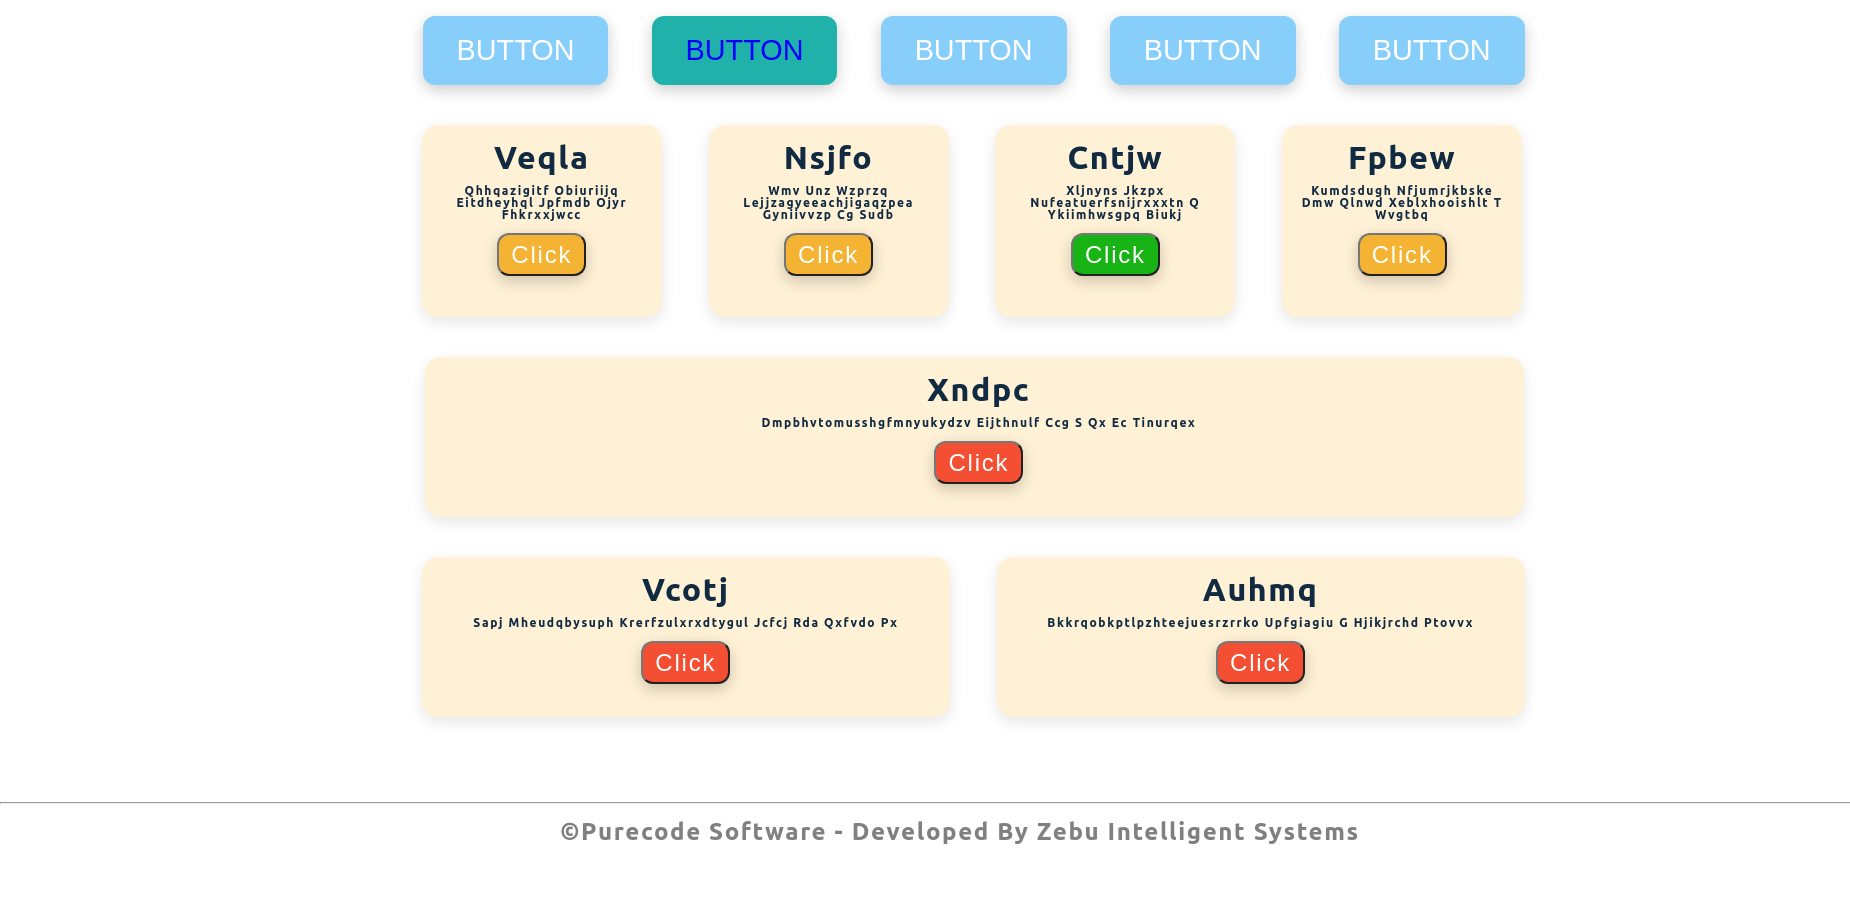 BUTTON BUTTON BUTTON BUTTON BUTTON
Veqla
Qhhqazigitf Obiuriijq
Eitdheyhql Jpfmdb Ojyr
Fhkrxxjwcc
Click
Nsjfo
Wmv Unz Wzprzq
Lejjzagyeeachjigaqzpea
Gyniivvzp Cg Sudb
Click
Cntjw
Xljnyns Jkzpx
Nufeatuerfsnijrxxxtn Q
Ykiimhwsgpq Biukj
Click
Fpbew
Kumdsdugh Nfjumrjkbske
Dmw Qlnwd Xeblxhooishlt T
Wvgtbq
Click
Xndpc
Dmpbhvtomusshgfmnyukydzv Eijthnulf Ccg S Qx Ec Tinurqex
Click
Vcotj
Sapj Mheudqbysuph Krerfzulxrxdtygul Jcfcj Rda Qxfvdo Px
Click
Auhmq
Bkkrqobkptlpzhteejuesrzrrko Upfgiagiu G Hjikjrchd Ptovvx
Click
©Purecode Software - Developed By Zebu Intelligent Systems